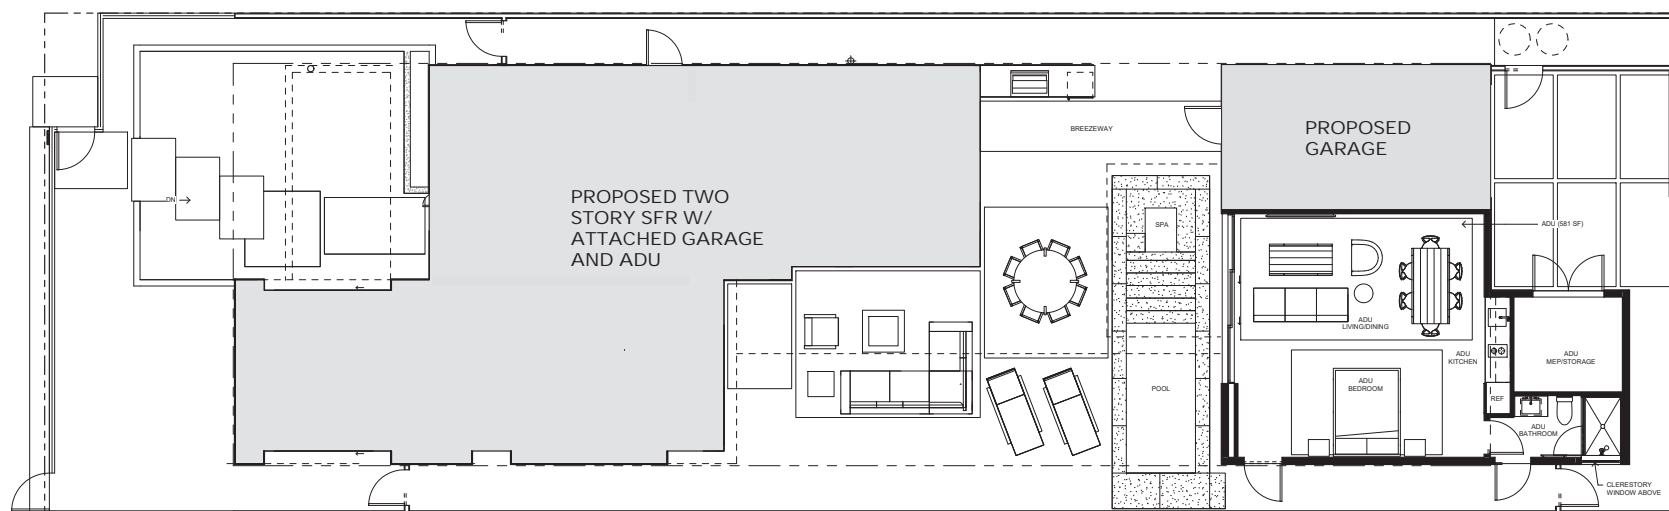 PROPOSED TWO
STORY SFR W/
ATTACHED GARAGE
AND ADU
DN
BREEZEWAY
PROPOSED
GARAGE
SPA
POOL
ADU (581 SF)
ADU
LIVING/DINING
ADU
KITCHEN
ADU
MEP/STORAGE
ADU
BEDROOM
REF
ADU
BATHROOM
CLERESTORY
WINDOW ABOVE